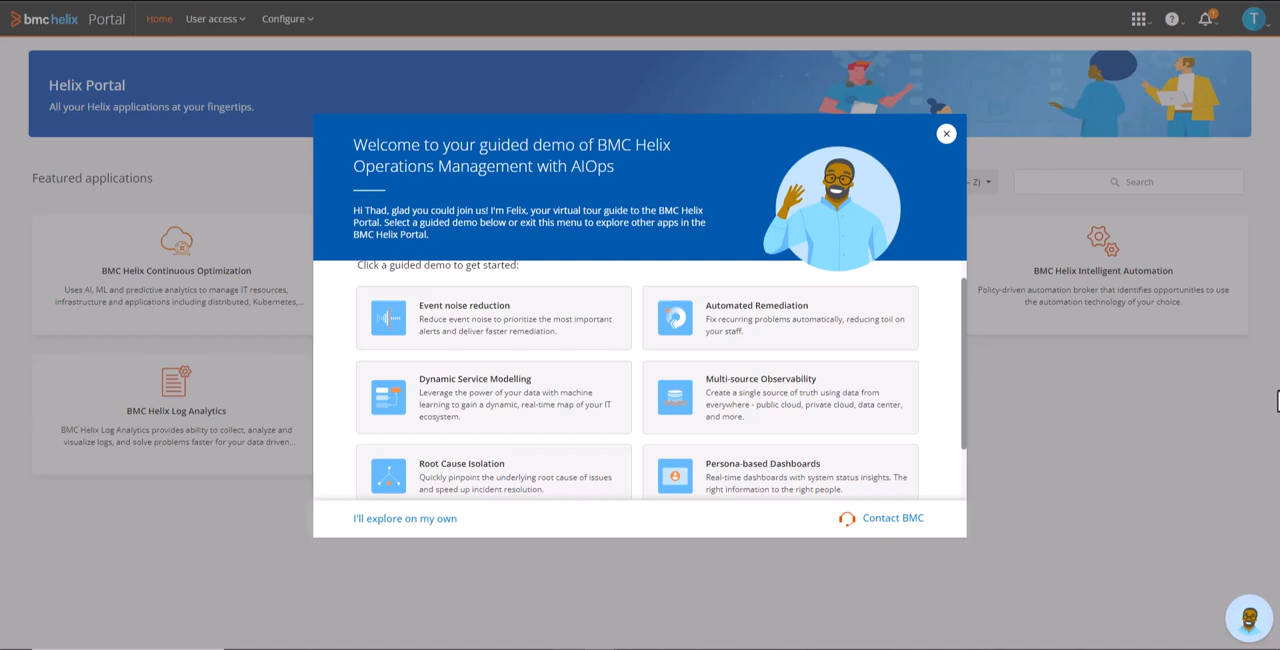 bmc helix Portal Home User access Configure ? 1 T
Helix Portal
All your Helix applications at your fingertips.
Welcome to your guided demo of BMC Helix
Operations Management with AIOps
Hi Thad, glad you could join us! I'm Felix, your virtual tour guide to the BMC Helix
Portal. Select a guided demo below or exit this menu to explore other apps in the
BMC Helix Portal.
Featured applications
Z)
Search
BMC Helix Continuous Optimization
Uses AI, ML and predictive analytics to manage IT resources,
infrastructure and applications including distributed, Kubernetes,...
BMC Helix Intelligent Automation
Policy-driven automation broker that identifies opportunities to use
the automation technology of your choice.
BMC Helix Log Analytics
BMC Helix Log Analytics provides ability to collect, analyze and
visualize logs, and solve problems faster for your data driven...
Click a guided demo to get started:
Event noise reduction
Reduce event noise to prioritize the most important
alerts and deliver faster remediation.
Automated Remediation
Fix recurring problems automatically, reducing toil on
your staff.
Dynamic Service Modelling
Leverage the power of your data with machine
learning to gain a dynamic, real-time map of your IT
ecosystem.
Multi-source Observability
Create a single source of truth using data from
everywhere - public cloud, private cloud, data center,
and more.
Root Cause Isolation
Quickly pinpoint the underlying root cause of issues
and speed up incident resolution.
Persona-based Dashboards
Real-time dashboards with system status insights. The
right information to the right people.
I'll explore on my own
Contact BMC